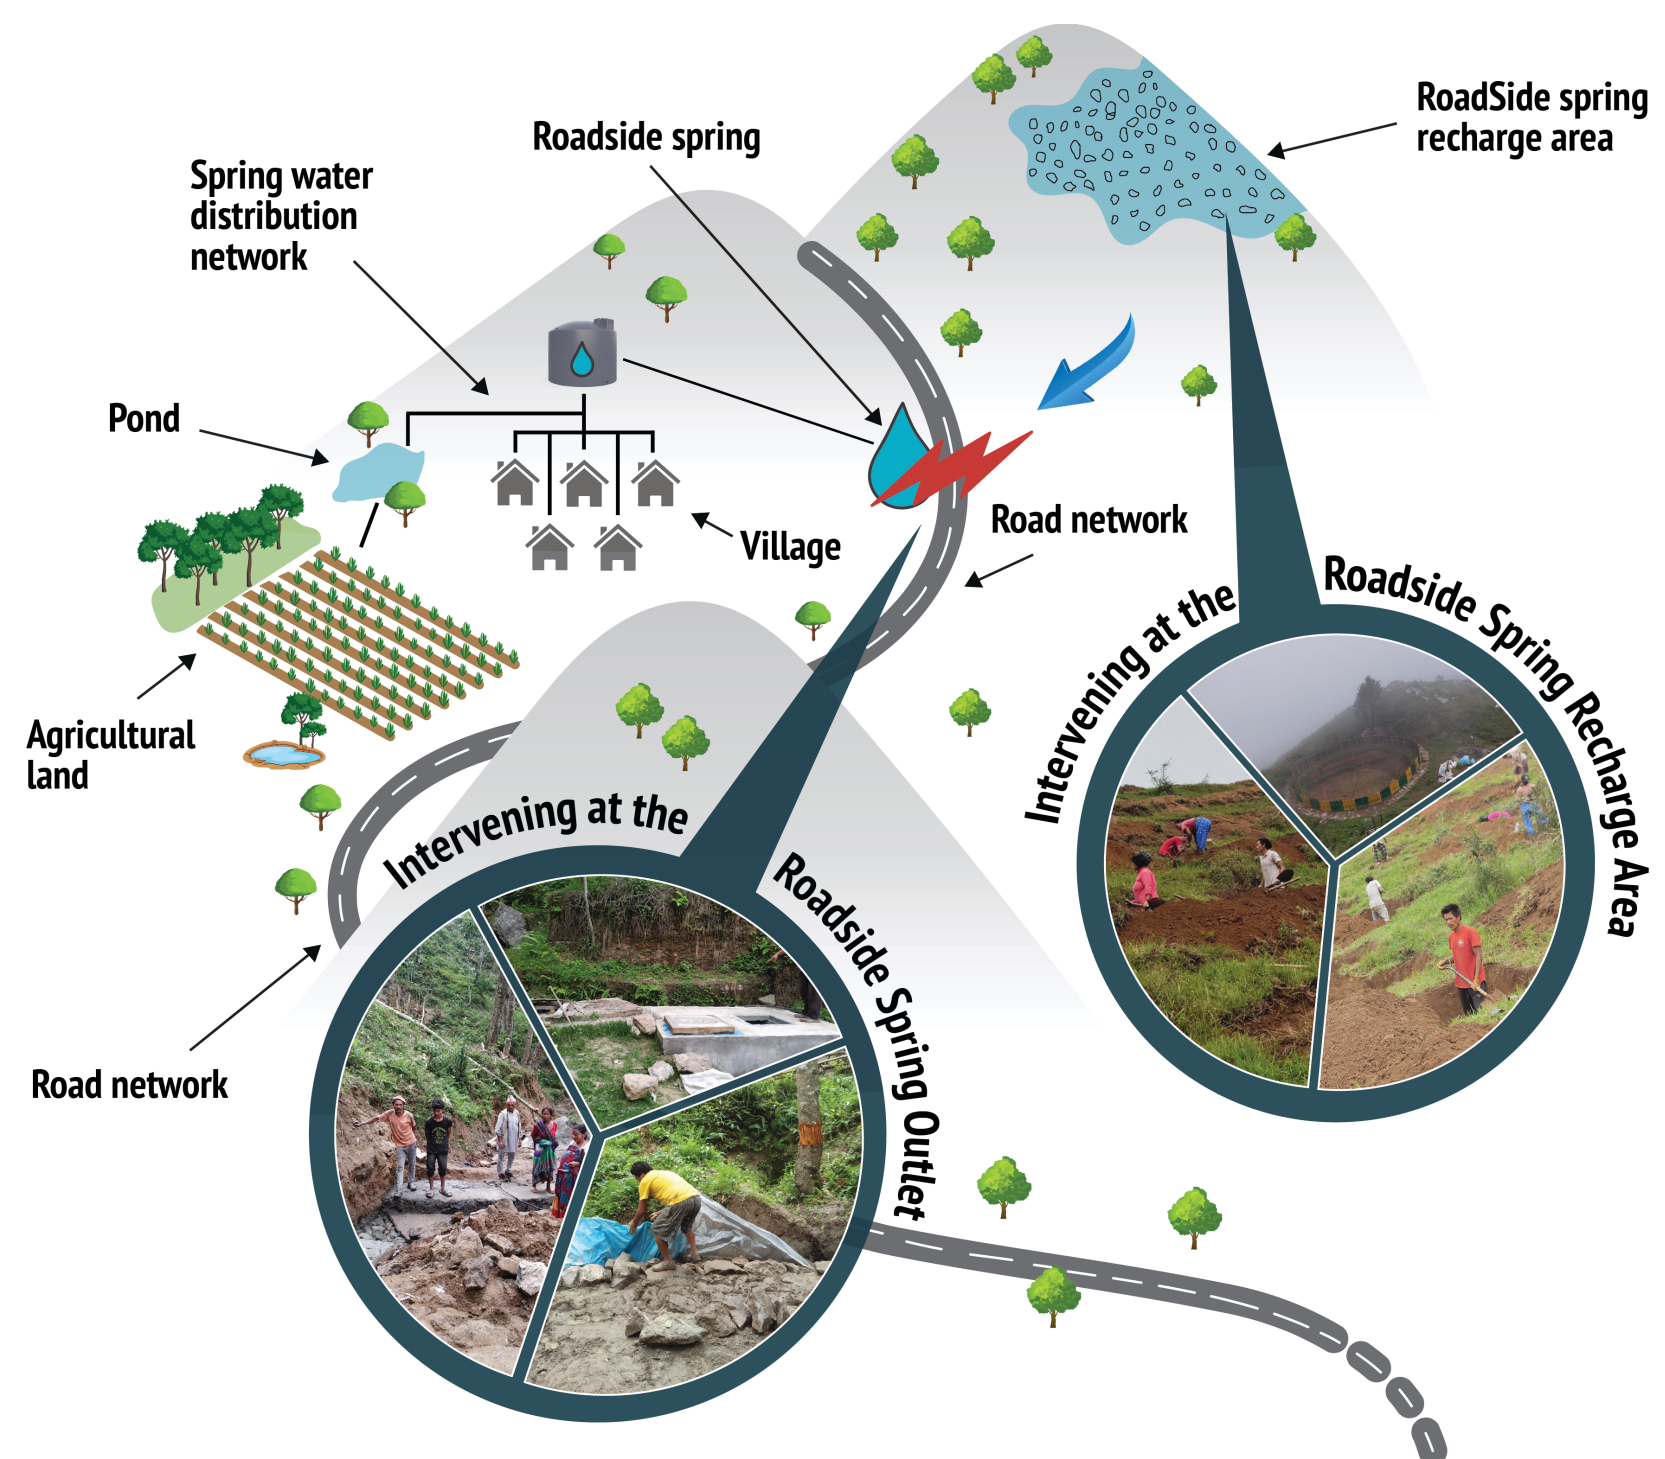 RoadSide spring
recharge area
Roadside spring
Spring water
distribution
network
Pond
Village
Road network
Agricultural
land
Intervening at the Roadside Spring Recharge Area
Intervening at the Roadside Spring Outlet
Road network